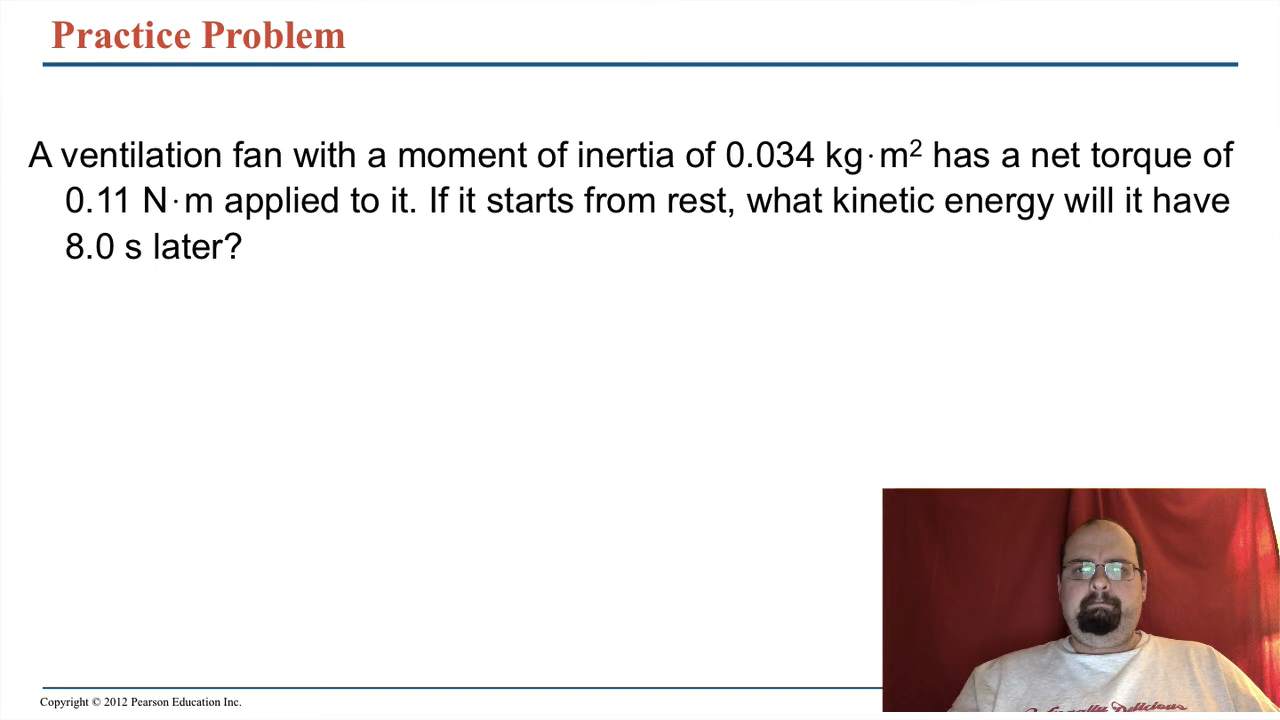 Practice Problem
A ventilation fan with a moment of inertia of 0.034 kg·m² has a net torque of
0.11 N·m applied to it. If it starts from rest, what kinetic energy will it have
8.0 s later?
Copyright © 2012 Pearson Education Inc.
Delicious